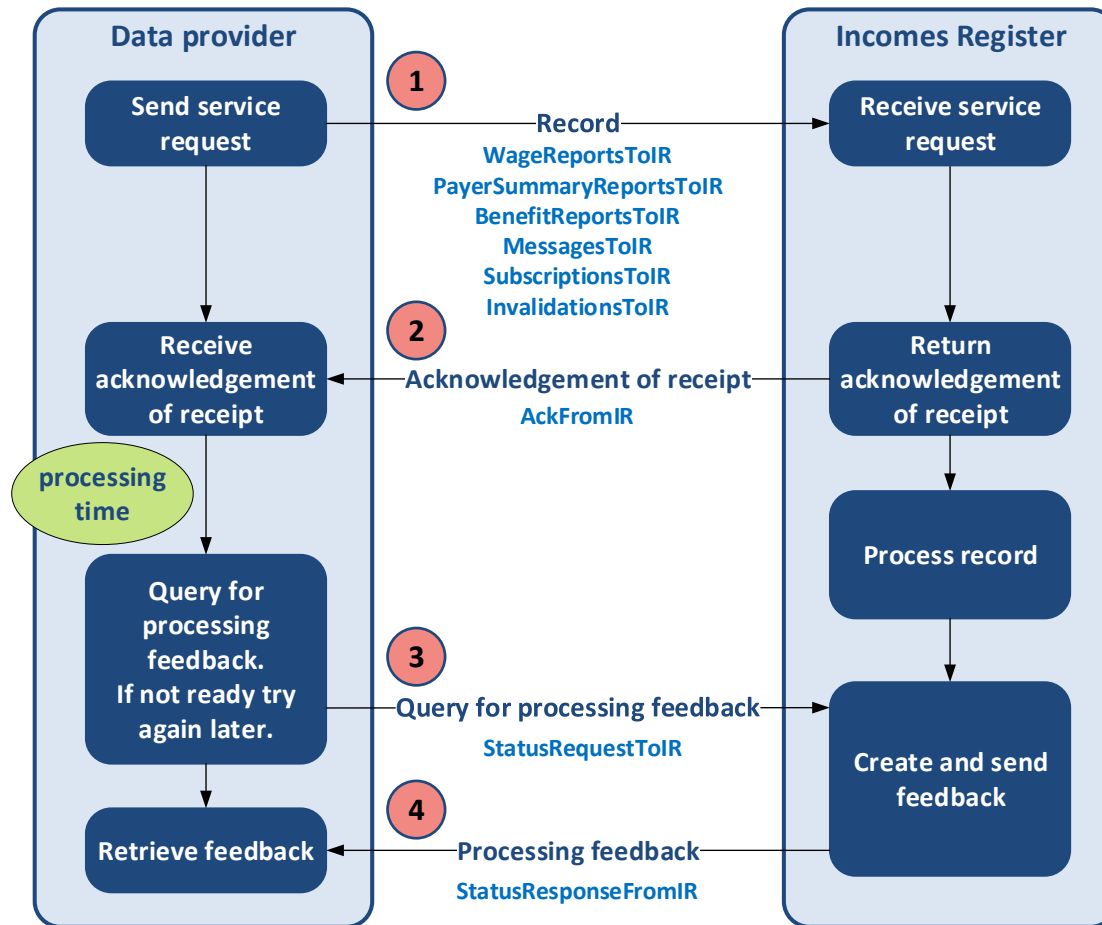 Data provider
Incomes Register
1
Send service
request
Receive service
request
Record
WageReportsToIR
PayerSummaryReportsToIR
BenefitReportsToIR
MessagesToIR
SubscriptionsToIR
InvalidationsToIR
2
Receive
acknowledgement
of receipt
Acknowledgement of receipt
AckFromIR
Return
acknowledgement
of receipt
processing
time
Process record
Query for
processing
feedback.
If not ready try
again later.
3
Query for processing feedback
StatusRequestToIR
Create and send
feedback
4
Retrieve feedback
Processing feedback
StatusResponseFromIR